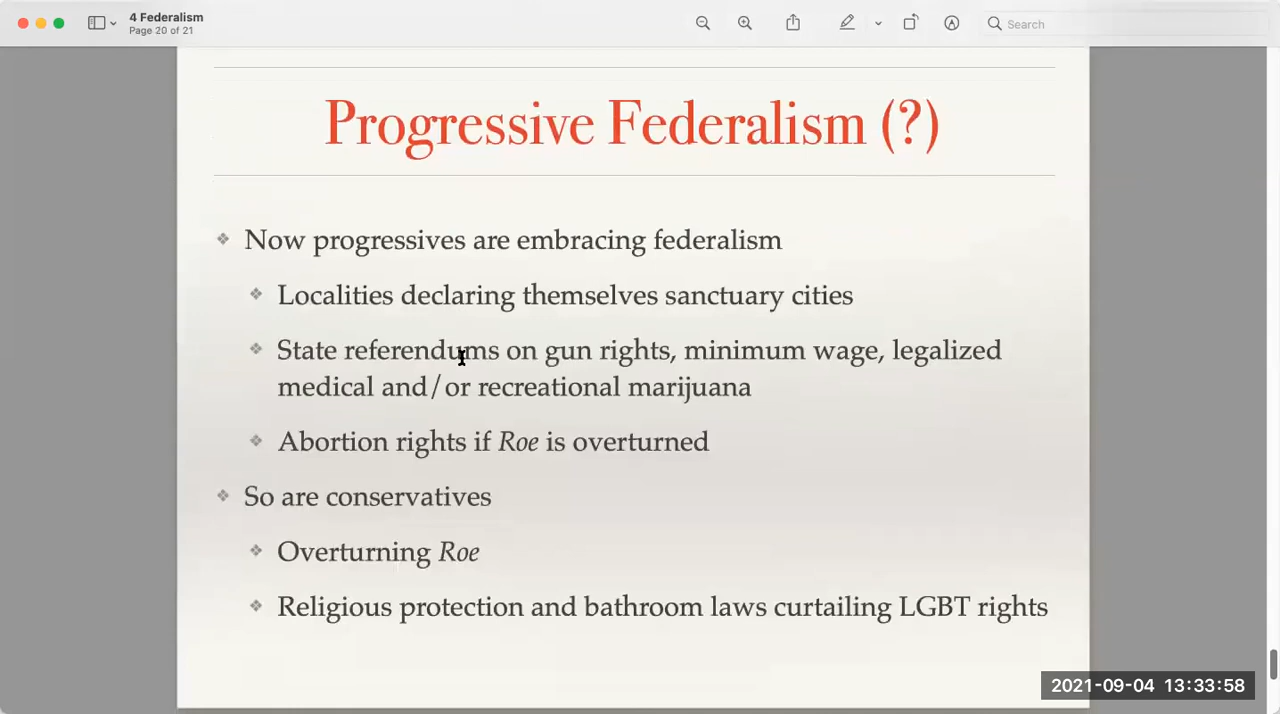 4 Federalism
Page 20 of 21
Search
Progressive Federalism (?)
Now progressives are embracing federalism
Localities declaring themselves sanctuary cities
State referendums on gun rights, minimum wage, legalized
medical and/or recreational marijuana
Abortion rights if Roe is overturned
So are conservatives
Overturning Roe
Religious protection and bathroom laws curtailing LGBT rights
2021-09-04 13:33:58